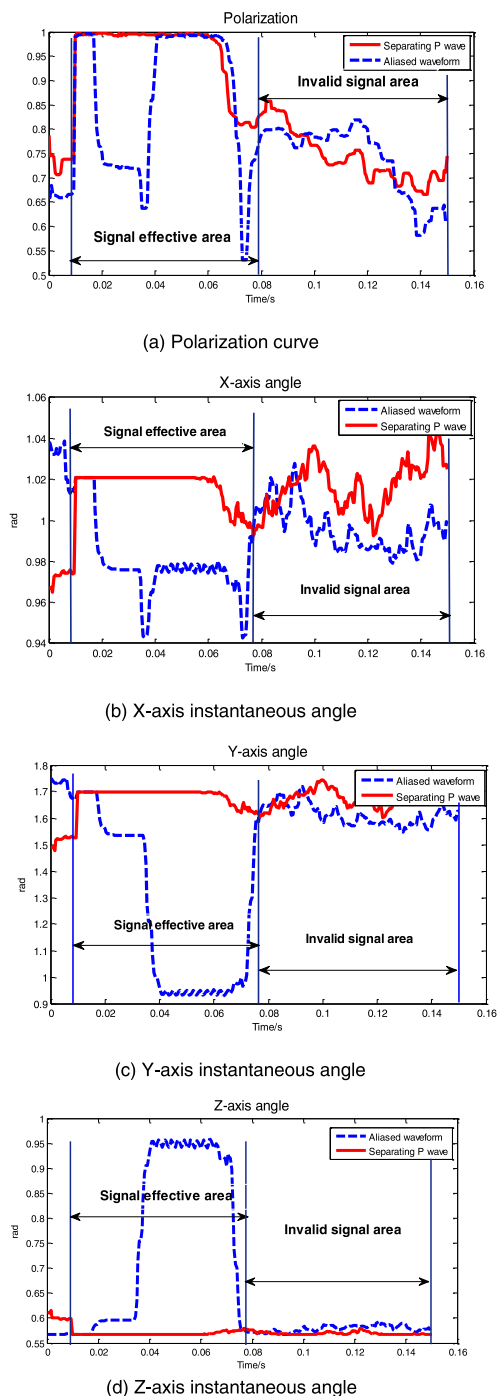 Polarization
1
0.95
0.9
0.85
0.8
0.75
0.7
0.65
0.6
0.55
0.5
Separating P wave
Aliased waveform
Invalid signal area
Signal effective area
0 0.02 0.04 0.06 0.08 0.1 0.12 0.14 0.16
Time/s
(a) Polarization curve
X-axis angle
1.06
1.04
1.02
1
0.98
0.96
0.94
rad
Aliased waveform
Separating P wave
Signal effective area
Invalid signal area
0 0.02 0.04 0.06 0.08 0.1 0.12 0.14 0.16
Time/s
(b) X-axis instantaneous angle
Y-axis angle
1.8
1.7
1.6
1.5
1.4
1.3
1.2
1.1
1
0.9
rad
Aliased waveform
Separating P wave
Signal effective area
Invalid signal area
0 0.02 0.04 0.06 0.08 0.1 0.12 0.14 0.16
Time/s
(c) Y-axis instantaneous angle
Z-axis angle
1
0.95
0.9
0.85
0.8
0.75
0.7
0.65
0.6
0.55
rad
Aliased waveform
Separating P wave
Signal effective area
Invalid signal area
0 0.02 0.04 0.06 0.08 0.1 0.12 0.14 0.16
Time/s
(d) Z-axis instantaneous angle